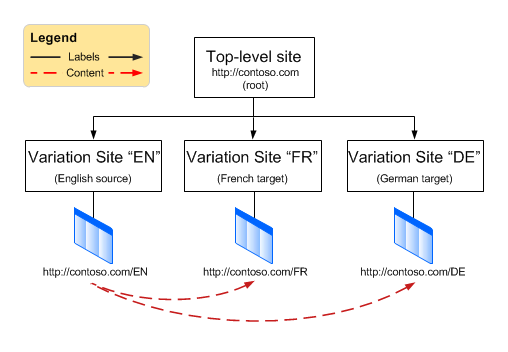 Legend
Labels
Content
Top-level site
http://contoso.com
(root)
Variation Site “EN”
(English source)
Variation Site “FR”
(French target)
Variation Site “DE”
(German target)
http://contoso.com/EN
http://contoso.com/FR
http://contoso.com/DE